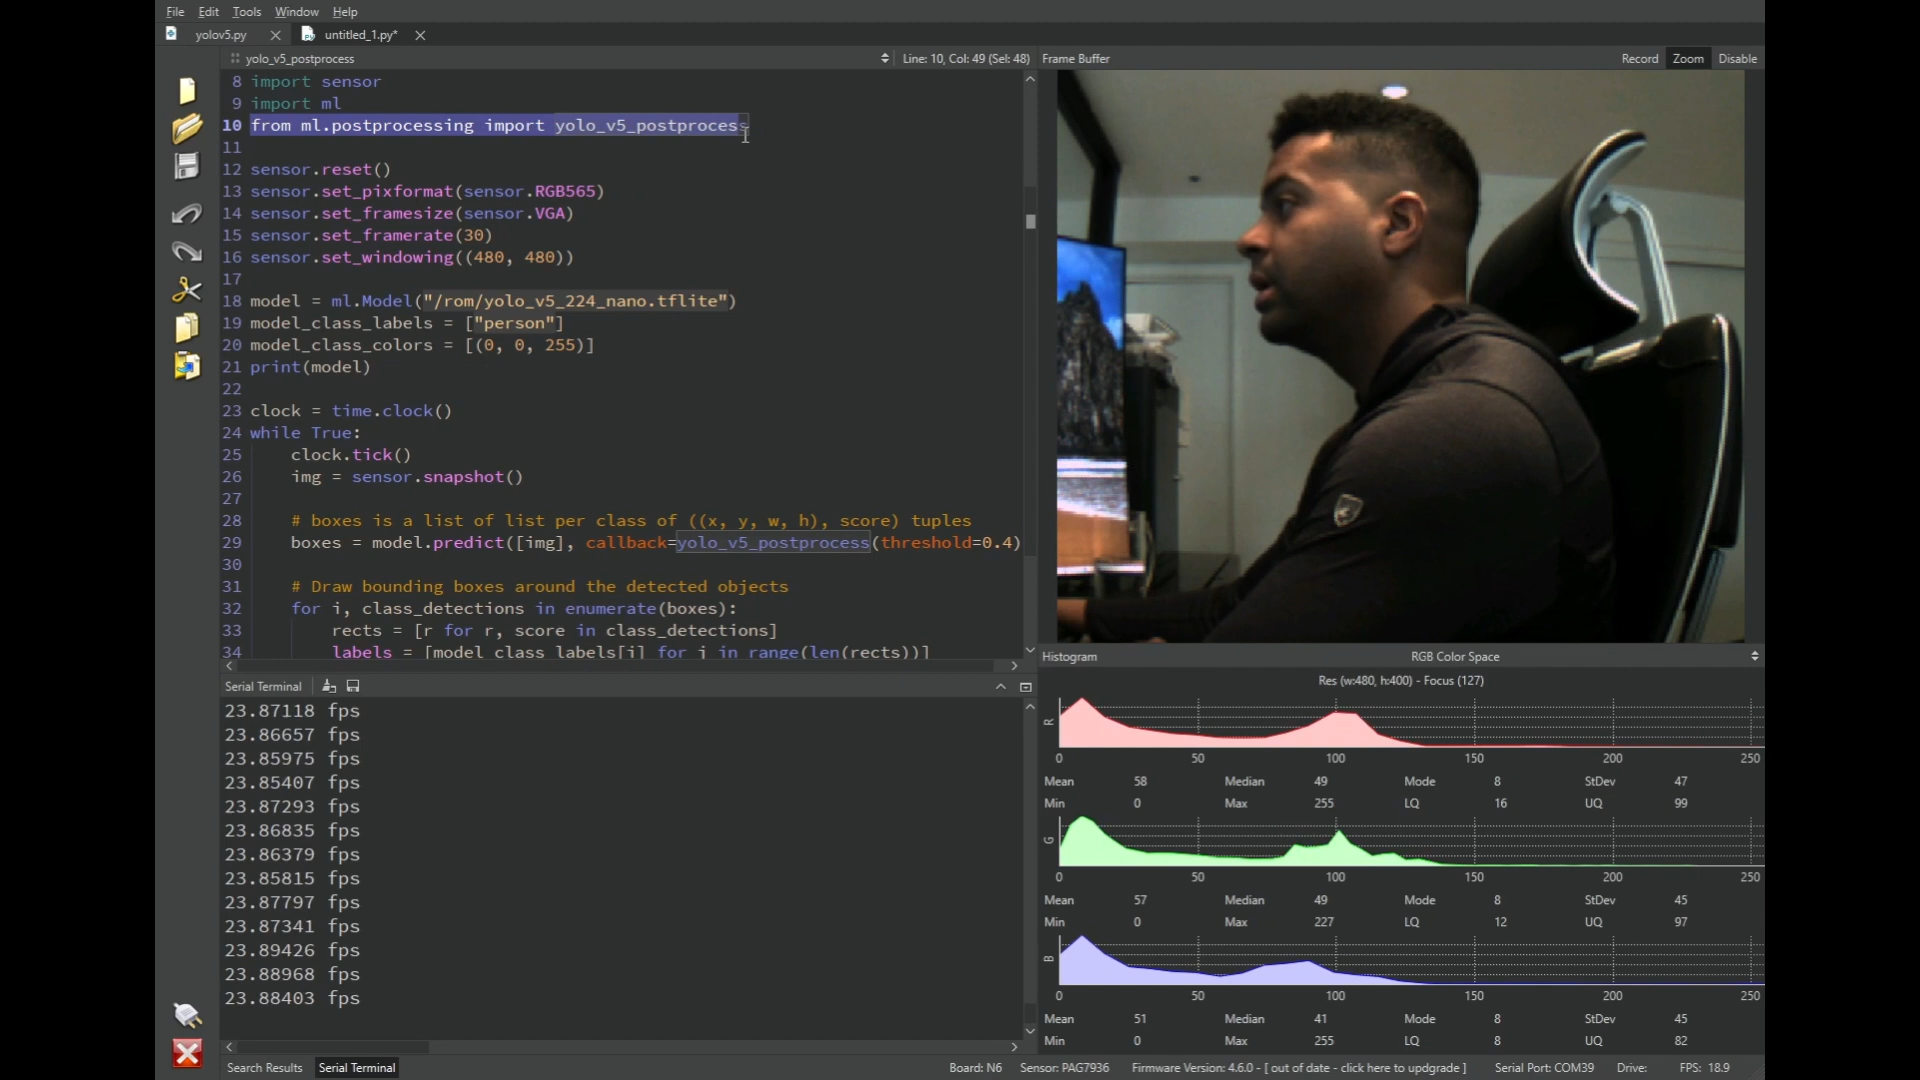 File Edit Tools Window Help
yolov5.py untitled_1.py*
yolo_v5_postprocess Line: 10, Col: 49 (Sel: 48) Frame Buffer Record Zoom Disable
8 import sensor
9 import ml
10 from ml.postprocessing import yolo_v5_postprocess
11
12 sensor.reset()
13 sensor.set_pixformat(sensor.RGB565)
14 sensor.set_framesize(sensor.VGA)
15 sensor.set_framerate(30)
16 sensor.set_windowing((480, 480))
17
18 model = ml.Model("/rom/yolo_v5_224_nano.tflite")
19 model_class_labels = ["person"]
20 model_class_colors = [(0, 0, 255)]
21 print(model)
22
23 clock = time.clock()
24 while True:
25 clock.tick()
26 img = sensor.snapshot()
27
28 # boxes is a list of list per class of ((x, y, w, h), score) tuples
29 boxes = model.predict([img], callback=yolo_v5_postprocess(threshold=0.4)
30
31 # Draw bounding boxes around the detected objects
32 for i, class_detections in enumerate(boxes):
33 rects = [r for r, score in class_detections]
34 labels = [model_class_labels[i] for j in range(len(rects))]
Serial Terminal
23.87118 fps
23.86657 fps
23.85975 fps
23.85407 fps
23.87293 fps
23.86835 fps
23.86379 fps
23.85815 fps
23.87797 fps
23.87341 fps
23.89426 fps
23.88968 fps
23.88403 fps
Histogram RGB Color Space
Res (w:480, h:400) - Focus (127)
R
0 50 100 150 200 250
Mean 58 Median 49 Mode 8 StDev 47
Min 0 Max 255 LQ 16 UQ 99
G
0 50 100 150 200 250
Mean 57 Median 49 Mode 8 StDev 45
Min 0 Max 227 LQ 12 UQ 97
B
0 50 100 150 200 250
Mean 51 Median 41 Mode 8 StDev 45
Min 0 Max 255 LQ 8 UQ 82
Search Results Serial Terminal Board: N6 Sensor: PAG7936 Firmware Version: 4.6.0 - [ out of date - click here to updgrade ] Serial Port: COM39 Drive: FPS: 18.9